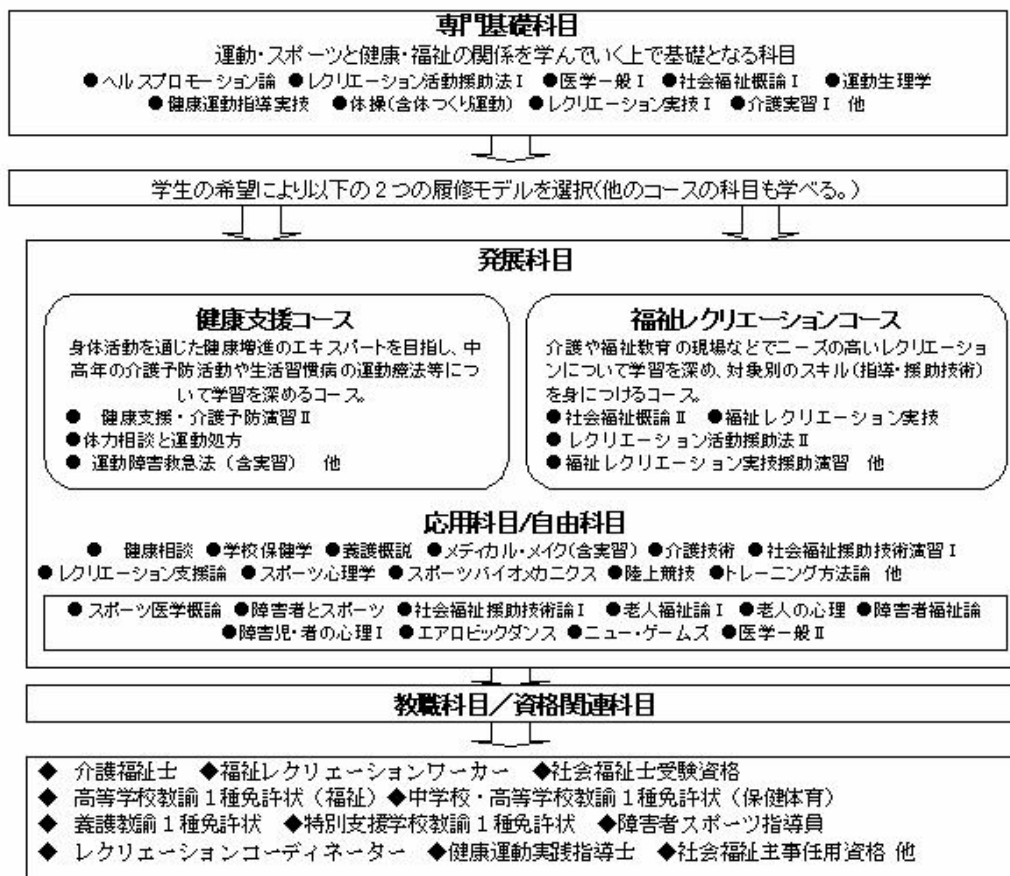 専門基礎科目
運動・スポーツと健康・福祉の関係を学んでいく上で基礎となる科目
●ヘルスプロモーション論 ●レクリエーション活動援助法Ⅰ ●医学一般Ⅰ ●社会福祉概論Ⅰ ●運動生理学
●健康運動指導実技 ●体操(含体つくり運動) ●レクリエーション実技Ⅰ ●介護実習Ⅰ 他
学生の希望により以下の2つの履修モデルを選択(他のコースの科目も学べる。)
発展科目
健康支援コース
身体活動を通じた健康増進のエキスパートを目指し、中
高年の介護予防活動や生活習慣病の運動療法等につ
いて学習を深めるコース。
● 健康支援・介護予防演習Ⅱ
●体力相談と運動処方
● 運動障害救急法(含実習) 他
福祉レクリエーションコース
介護や福祉教育の現場などでニーズの高いレクリエーショ
ンについて学習を深め、対象別のスキル(指導・援助技術)
を身につけるコース。
●社会福祉概論Ⅱ ●福祉レクリエーション実技
●レクリエーション活動援助法Ⅱ
●福祉レクリエーション実技援助演習 他
応用科目/自由科目
● 健康相談 ●学校保健学 ●養護概説 ●メディカル・メイク(含実習) ●介護技術 ●社会福祉援助技術演習Ⅰ
●レクリエーション支援論 ●スポーツ心理学 ●スポーツバイオメカニクス ●陸上競技 ●トレーニング方法論 他
●スポーツ医学概論 ●障害者とスポーツ ●社会福祉援助技術論Ⅰ ●老人福祉論Ⅰ ●老人の心理 ●障害者福祉論
●障害児・者の心理Ⅰ ●エアロビックダンス ●ニュー・ゲームズ ●医学一般Ⅱ
教職科目/資格関連科目
◆ 介護福祉士 ◆福祉レクリエーションワーカー ◆社会福祉士受験資格
◆ 高等学校教諭1種免許状(福祉) ◆中学校・高等学校教諭1種免許状(保健体育)
◆ 養護教諭1種免許状 ◆特別支援学校教諭1種免許状 ◆障害者スポーツ指導員
◆ レクリエーションコーディネーター ◆健康運動実践指導士 ◆社会福祉主事任用資格 他